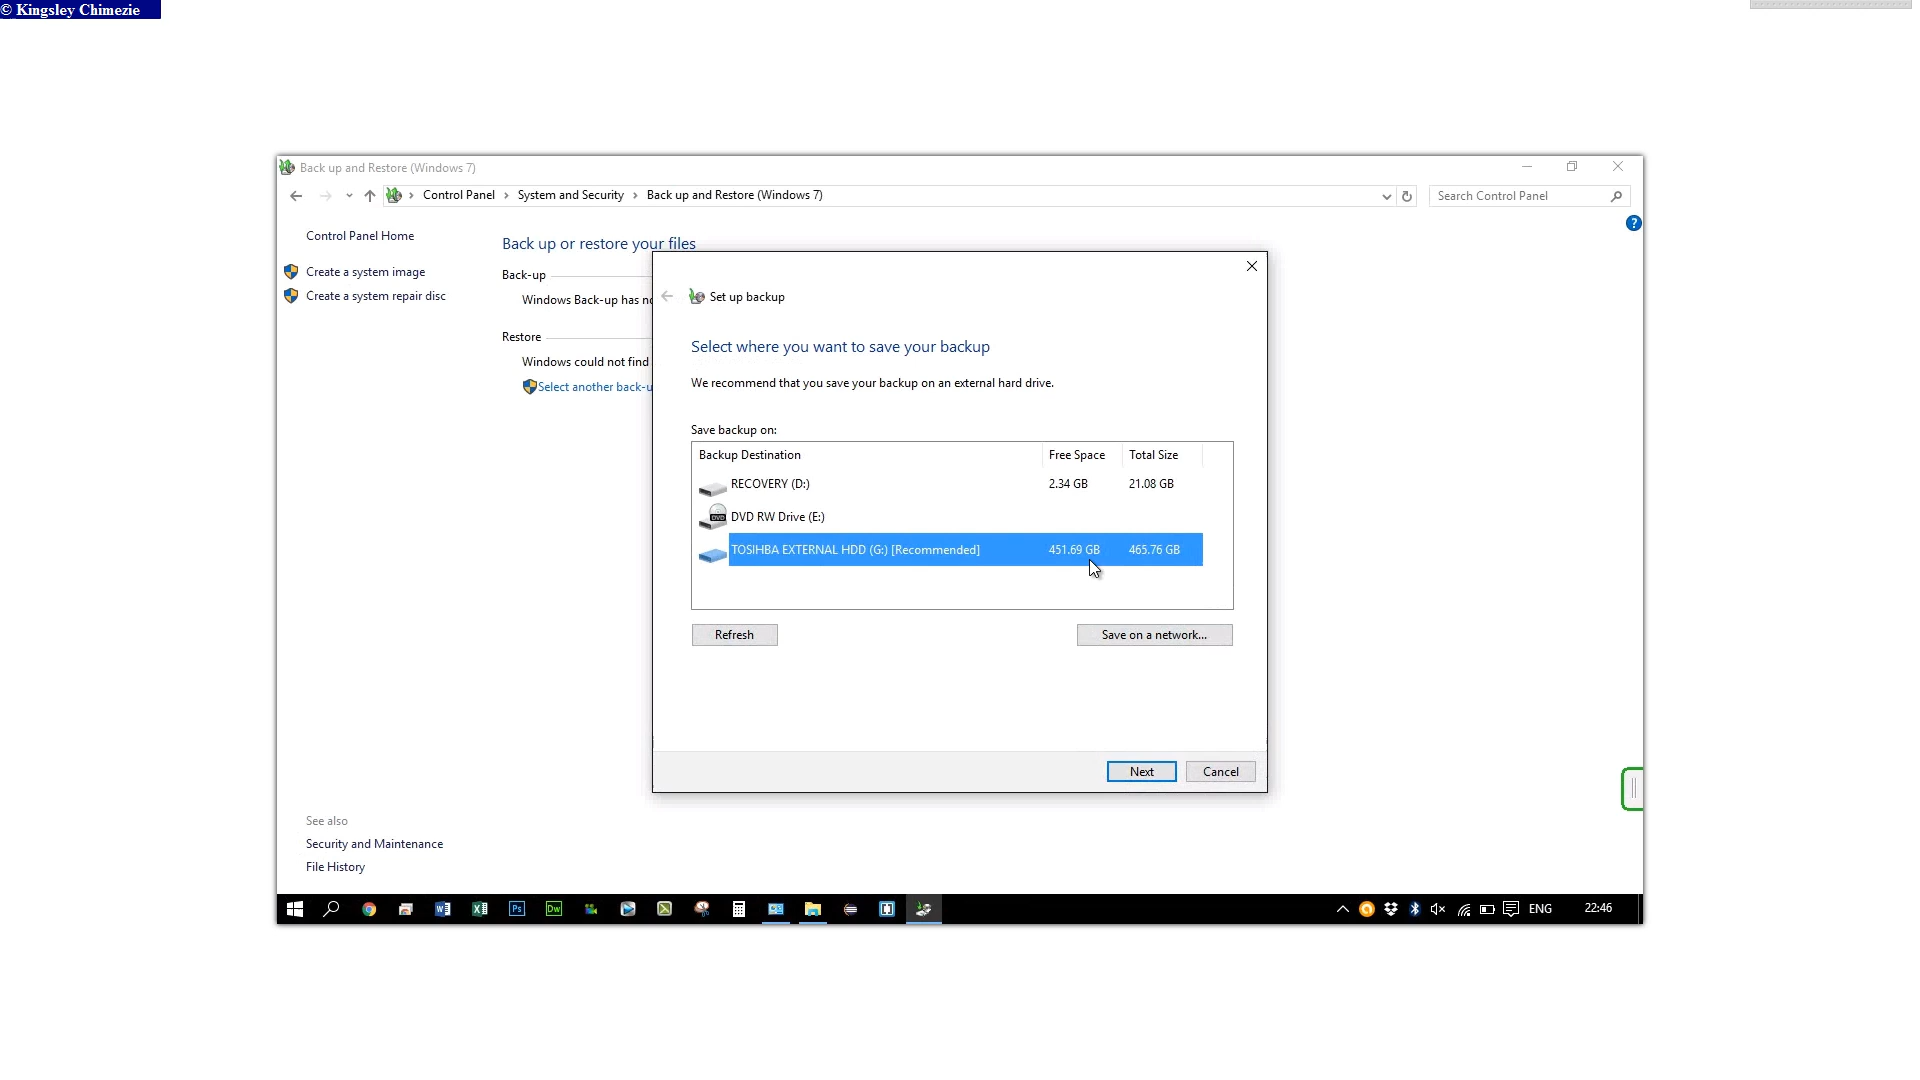 © Kingsley Chimezie
Back up and Restore (Windows 7)
Control Panel > System and Security > Back up and Restore (Windows 7)
Search Control Panel
Control Panel Home
Create a system image
Create a system repair disc
Back up or restore your files
Back-up
Windows Back-up has
Restore
Windows could not find
Select another back-u
Set up backup
Select where you want to save your backup
We recommend that you save your backup on an external hard drive.
Save backup on:
Backup Destination Free Space Total Size
RECOVERY (D:) 2.34 GB 21.08 GB
DVD RW Drive (E:)
TOSIHBA EXTERNAL HDD (G:) [Recommended] 451.69 GB 465.76 GB
Refresh
Save on a network...
Next
Cancel
See also
Security and Maintenance
File History
ENG
22:46